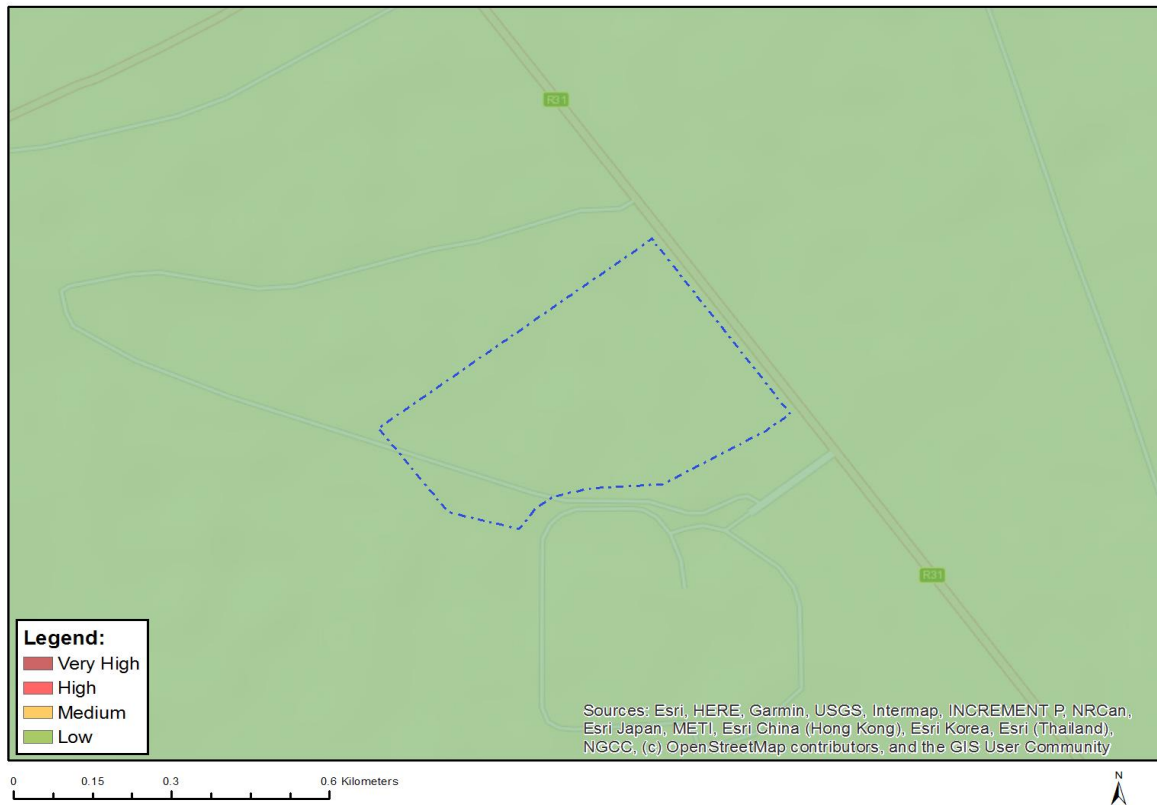 R31
R31
Legend:
Very High
High
Medium
Low
Sources: Esri, HERE, Garmin, USGS, Intermap, INCREMENT P, NRCan,
Esri Japan, METI, Esri China (Hong Kong), Esri Korea, Esri (Thailand),
NGCC, (c) OpenStreetMap contributors, and the GIS User Community
0 0.15 0.3 0.6 Kilometers
N